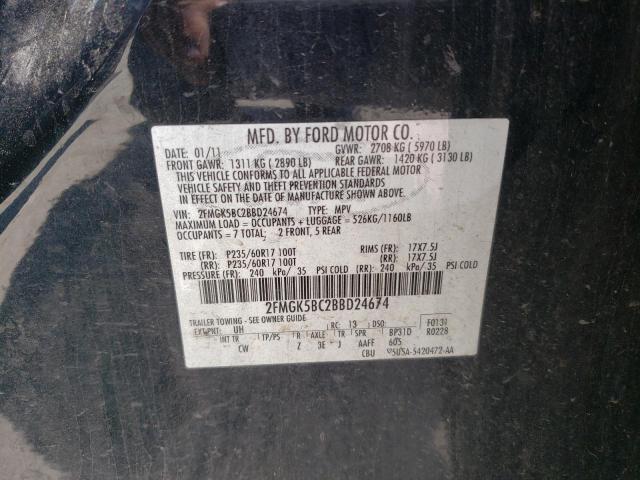 MFD. BY FORD MOTOR CO.
DATE: 01/11 GVWR: 2708 KG ( 5970 LB)
FRONT GAWR: 1311 KG ( 2890 LB) REAR GAWR: 1420 KG ( 3130 LB)
THIS VEHICLE CONFORMS TO ALL APPLICABLE FEDERAL MOTOR
VEHICLE SAFETY AND THEFT PREVENTION STANDARDS
IN EFFECT ON THE DATE OF MANUFACTURE SHOWN ABOVE.
VIN: 2FMGK5BC2BBD24674 TYPE: MPV
MAXIMUM LOAD = OCCUPANTS + LUGGAGE = 526KG/1160LB
OCCUPANTS = 7 TOTAL; 2 FRONT, 5 REAR
TIRE (FR): P235/60R17 100T RIMS (FR): 17X7.5J
(RR): P235/60R17 100T (RR): 17X7.5J
PRESSURE (FR): 240 kPa/ 35 PSI COLD (RR): 240 kPa/ 35 PSI COLD
2FMGK5BC2BBD24674
TRAILER TOWING - SEE OWNER GUIDE
EXT PNT: UH RC: 13 DSO: F0131
INT TR TP/PS R AXLE TR SPR BP31D R0228
CW Z 3E J AAFF 605
CBU 5U5A-5420472-AA